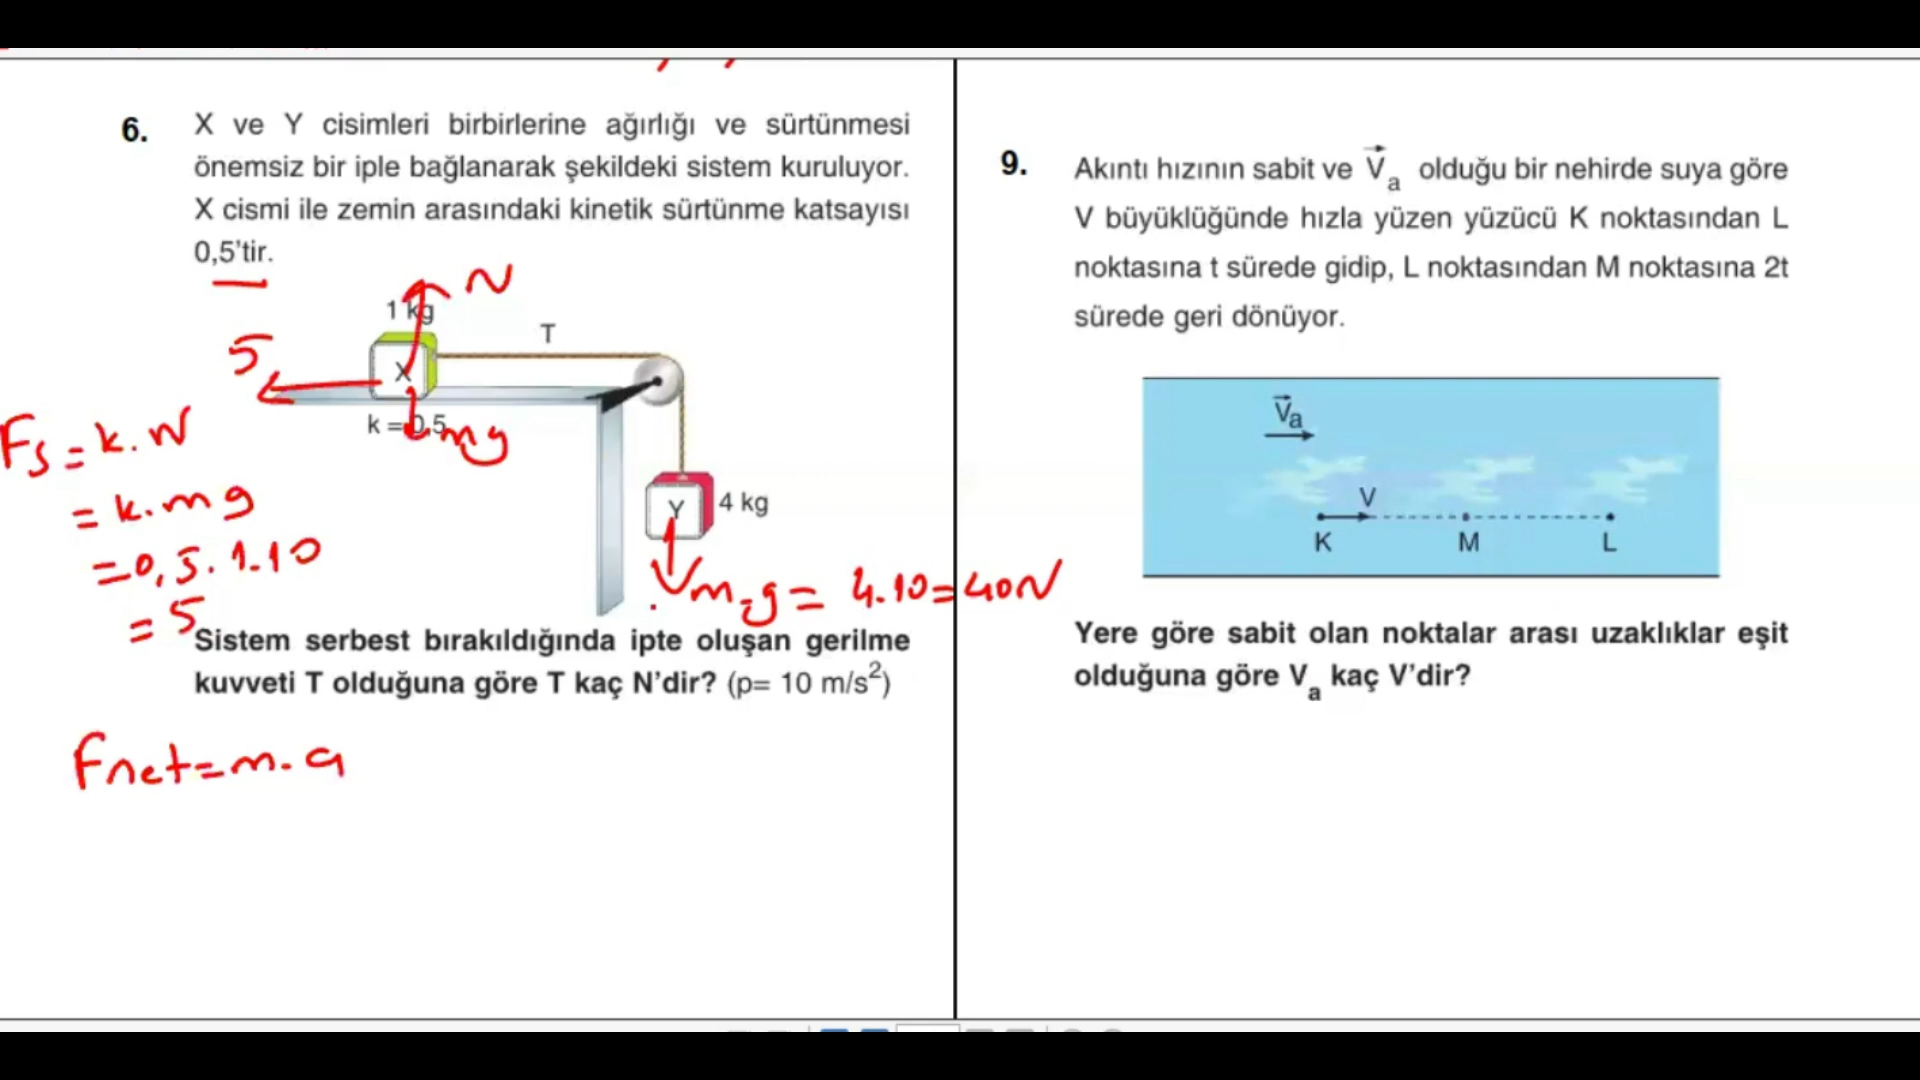 6.
X ve Y cisimleri birbirlerine ağırlığı ve sürtünmesi
önemsiz bir iple bağlanarak şekildeki sistem kuruluyor.
X cismi ile zemin arasındaki kinetik sürtünme katsayısı
0,5'tir.
N
1 kg
T
5
X
k = 0,5
mg
Fs = k.N
= k.mg
= 0,5.1.10
= 5
Y
4 kg
m.g = 4.10 = 40N
Sistem serbest bırakıldığında ipte oluşan gerilme
kuvveti T olduğuna göre T kaç N'dir? (p= 10 m/s²)
Fnet = m.a
9.
Akıntı hızının sabit ve V⃗a olduğu bir nehirde suya göre
V büyüklüğünde hızla yüzen yüzücü K noktasından L
noktasına t sürede gidip, L noktasından M noktasına 2t
sürede geri dönüyor.
V⃗a
V
K M L
Yere göre sabit olan noktalar arası uzaklıklar eşit
olduğuna göre Va kaç V'dir?